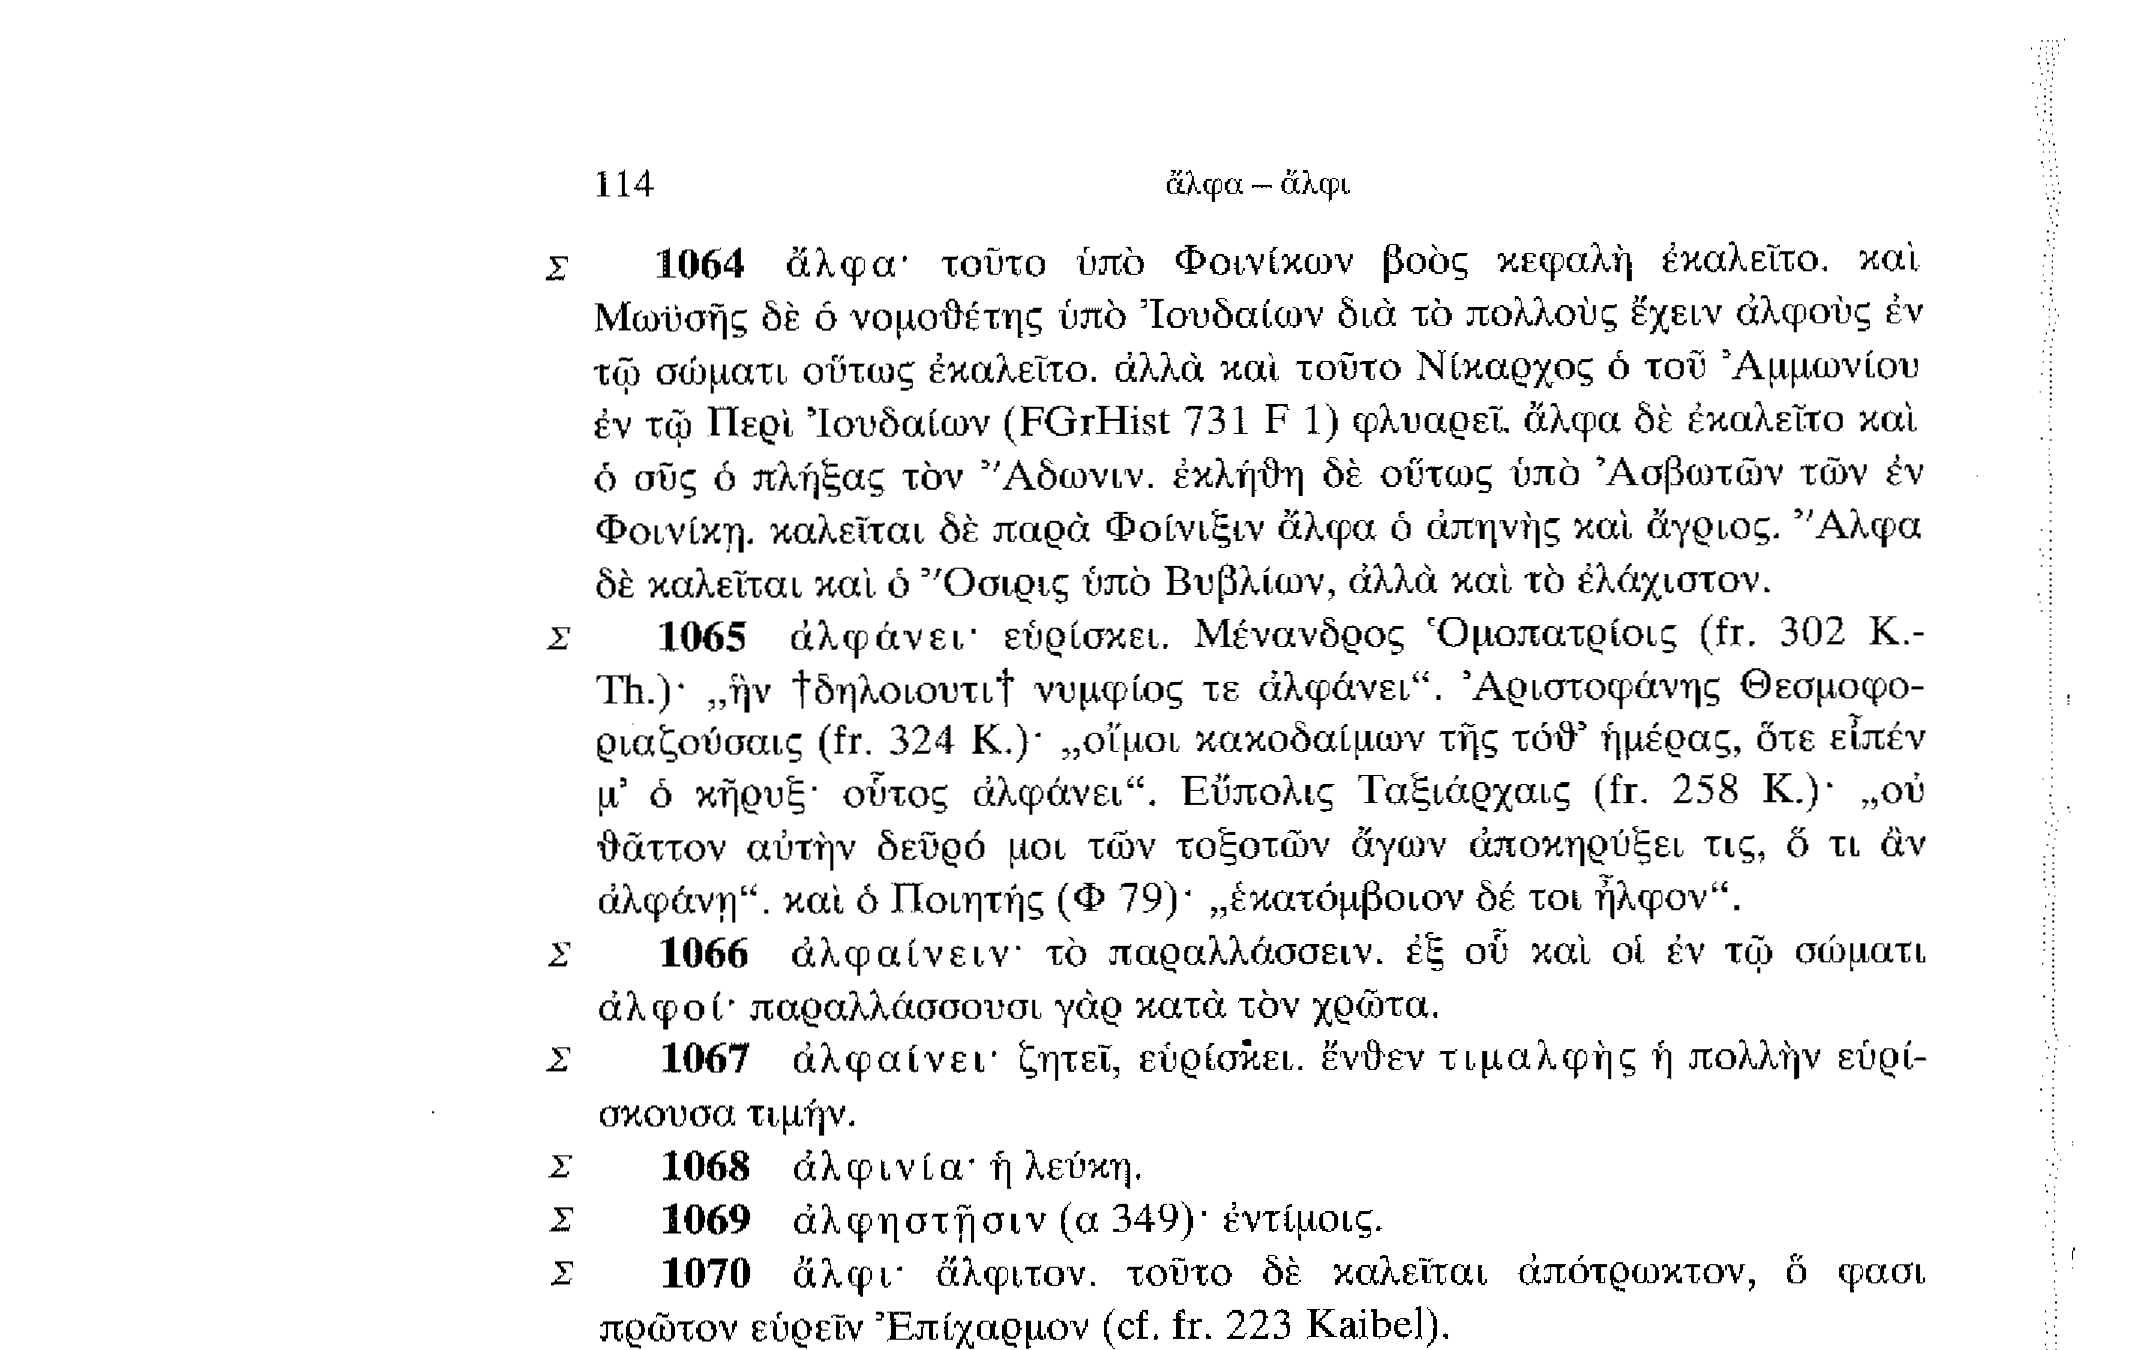 114 ἄλφα – ἄλφι
Σ 1064 ἄλφα· τοῦτο ὑπὸ Φοινίκων βοὸς κεφαλὴ ἐκαλεῖτο. καὶ
Μωϋσῆς δὲ ὁ νομοθέτης ὑπὸ Ἰουδαίων διὰ τὸ πολλοὺς ἔχειν ἀλφοὺς ἐν
τῷ σώματι οὕτως ἐκαλεῖτο. ἀλλὰ καὶ τοῦτο Νίκαρχος ὁ τοῦ Ἀμμωνίου
ἐν τῷ Περὶ Ἰουδαίων (FGrHist 731 F 1) φλυαρεῖ. ἄλφα δὲ ἐκαλεῖτο καὶ
ὁ σῦς ὁ πλήξας τὸν Ἄδωνιν. ἐκλήθη δὲ οὕτως ὑπὸ Ἀσβωτῶν τῶν ἐν
Φοινίκῃ. καλεῖται δὲ παρὰ Φοίνιξιν ἄλφα ὁ ἀπηνὴς καὶ ἄγριος. Ἄλφα
δὲ καλεῖται καὶ ὁ Ὄσιρις ὑπὸ Βυβλίων, ἀλλὰ καὶ τὸ ἐλάχιστον.
Σ 1065 ἀλφάνει· εὑρίσκει. Μένανδρος Ὁμοπατρίοις (fr. 302 K.-
Th.)· „ἢν †δηλοιουτι† νυμφίος τε ἀλφάνει“. Ἀριστοφάνης Θεσμοφο-
ριαζούσαις (fr. 324 K.)· „οἴμοι κακοδαίμων τῆς τόθ’ ἡμέρας, ὅτε εἶπέν
μ’ ὁ κῆρυξ· οὗτος ἀλφάνει“. Εὔπολις Ταξιάρχαις (fr. 258 K.)· „οὐ
θᾶττον αὐτὴν δεῦρό μοι τῶν τοξοτῶν ἄγων ἀποκηρύξει τις, ὅ τι ἂν
ἀλφάνῃ“. καὶ ὁ Ποιητής (Φ 79)· „ἑκατόμβοιον δέ τοι ἦλφον“.
Σ 1066 ἀλφαίνειν· τὸ παραλλάσσειν. ἐξ οὗ καὶ οἱ ἐν τῷ σώματι
ἀλφοί· παραλλάσσουσι γὰρ κατὰ τὸν χρῶτα.
Σ 1067 ἀλφαίνει· ζητεῖ, εὑρίσκει. ἔνθεν τιμαλφὴς ἡ πολλὴν εὑρί-
σκουσα τιμήν.
Σ 1068 ἀλφινία· ἡ λεύκη.
Σ 1069 ἀλφηστῇσιν (α 349)· ἐντίμοις.
Σ 1070 ἄλφι· ἄλφιτον. τοῦτο δὲ καλεῖται ἀπότρωκτον, ὅ φασι
πρῶτον εὑρεῖν Ἐπίχαρμον (cf. fr. 223 Kaibel).